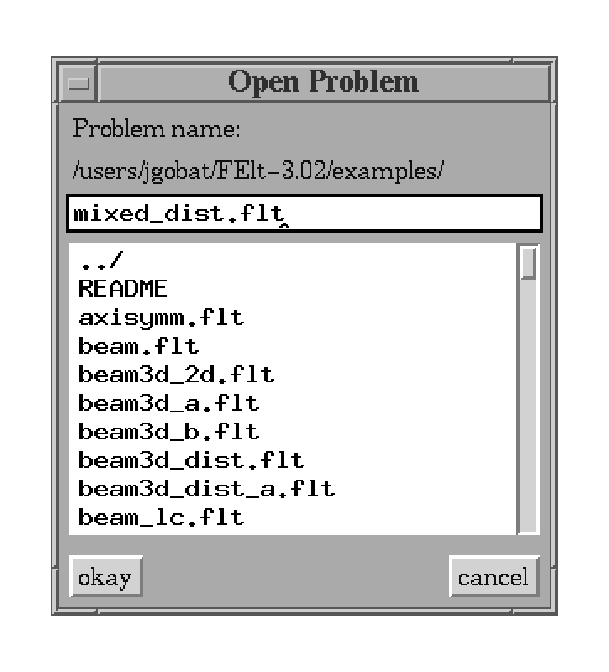 Open Problem
Problem name:
/users/jgobat/FElt-3.02/examples/
mixed_dist.flt
../
README
axisymm.flt
beam.flt
beam3d_2d.flt
beam3d_a.flt
beam3d_b.flt
beam3d_dist.flt
beam3d_dist_a.flt
beam_lc.flt
okay cancel